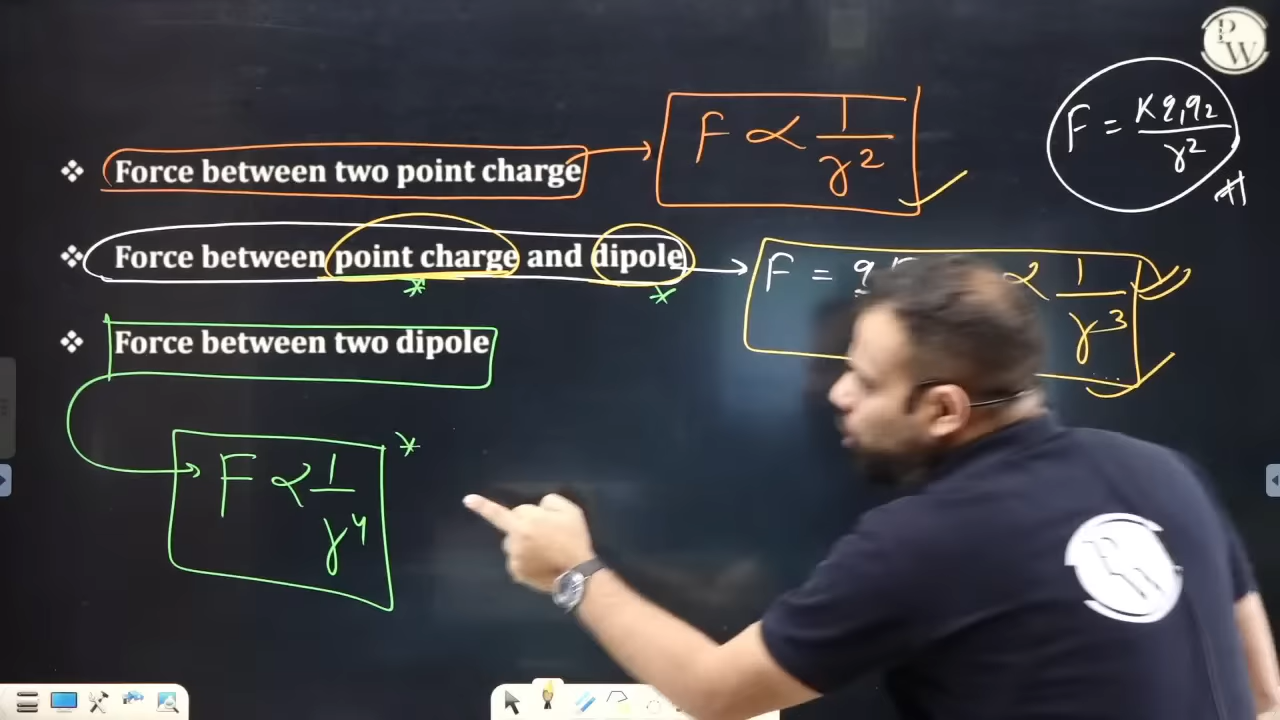 PW
F = Kq₁q₂/r²
❖ Force between two point charge → F ∝ 1/r²
❖ Force between point charge and dipole → F = q ∝ 1/r³
❖ Force between two dipole
F ∝ 1/r⁴